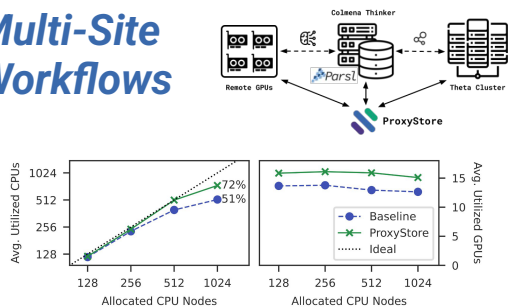 Multi-Site
Workflows
Colmena Thinker
Parsl
Remote GPUs
Theta Cluster
ProxyStore
Avg. Utilized CPUs
1024
512
256
128
72%
51%
128 256 512 1024
Allocated CPU Nodes
Baseline
ProxyStore
Ideal
128 256 512 1024
Allocated CPU Nodes
15
10
5
0
Avg. Utilized GPUs